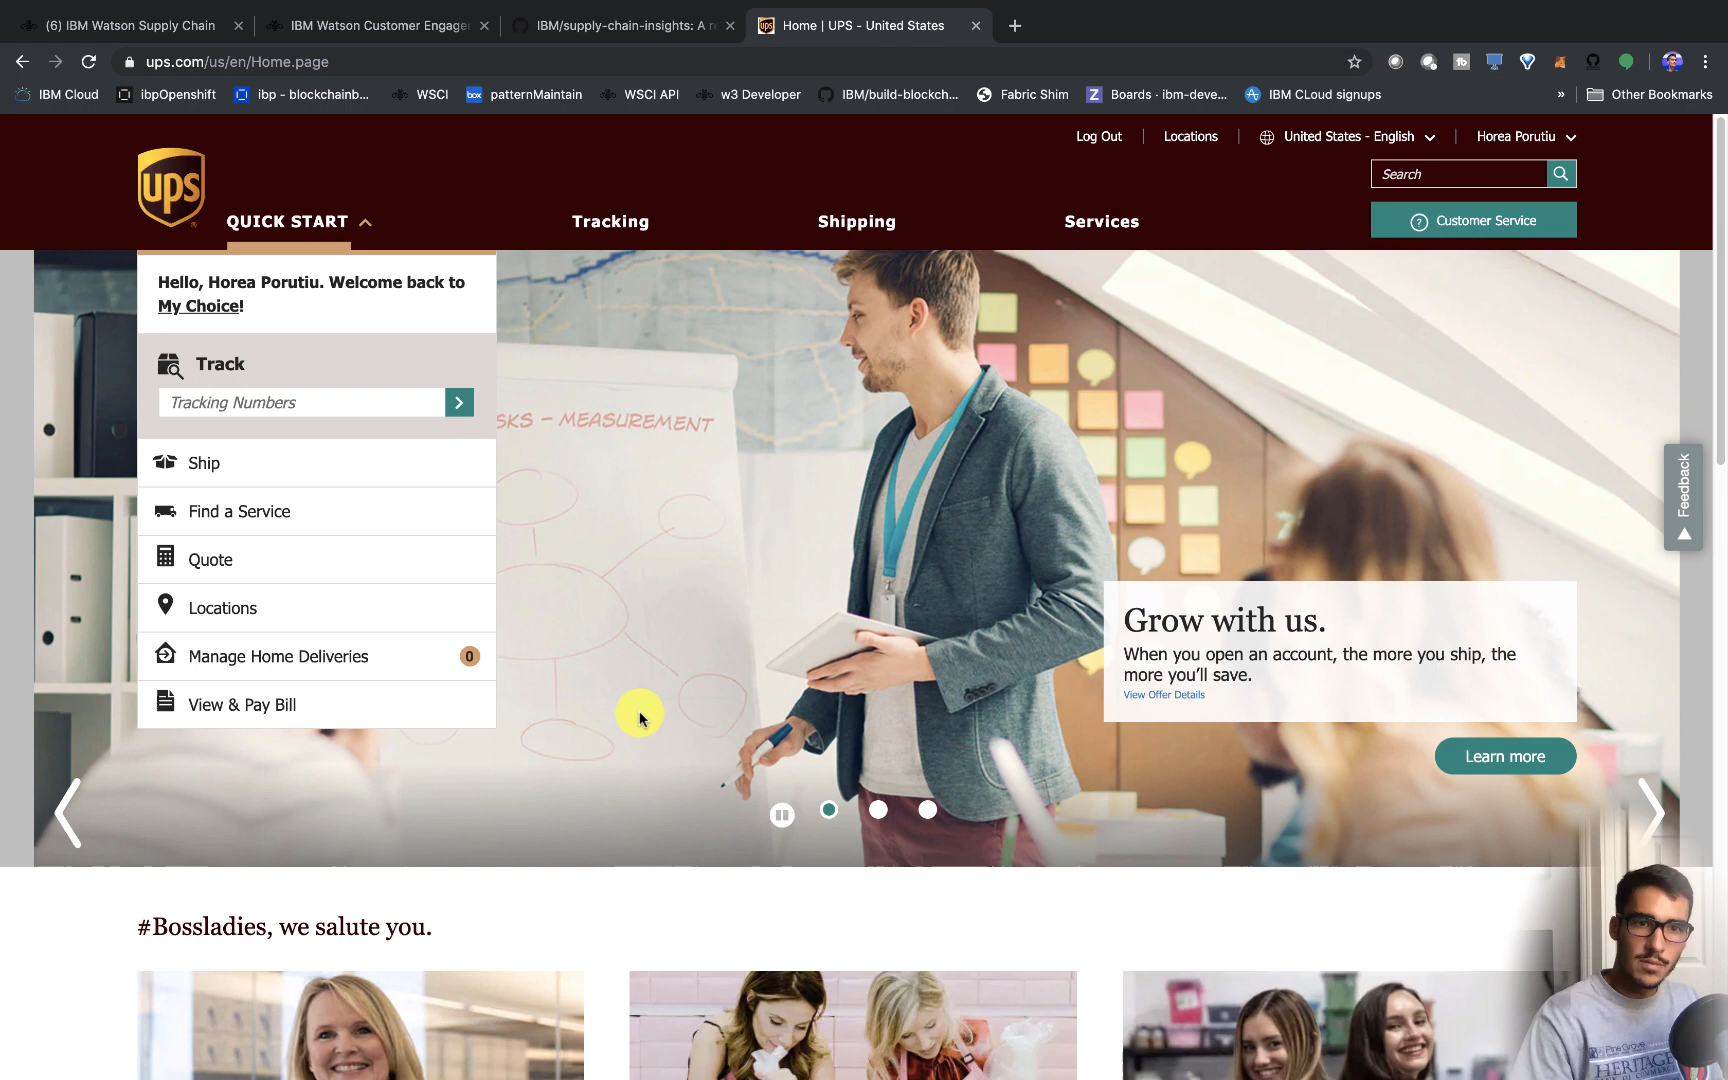 (6) IBM Watson Supply Chain
IBM Watson Customer Engage
IBM/supply-chain-insights: A r
Home | UPS - United States
ups.com/us/en/Home.page
IBM Cloud
ibpOpenshift
ibp - blockchainb...
WSCI
box
patternMaintain
WSCI API
w3 Developer
IBM/build-blockch...
Fabric Shim
Z
Boards · ibm-deve...
IBM CLoud signups
»
Other Bookmarks
Log Out
Locations
United States - English
Horea Porutiu
Search
ups
QUICK START
Tracking
Shipping
Services
Customer Service
Hello, Horea Porutiu. Welcome back to
My Choice!
Track
Tracking Numbers
Ship
Find a Service
Quote
Locations
Manage Home Deliveries
0
View & Pay Bill
SKS - MEASUREMENT
Feedback
Grow with us.
When you open an account, the more you ship, the
more you'll save.
View Offer Details
Learn more
#Bossladies, we salute you.
Pine Grove
HERITAGE